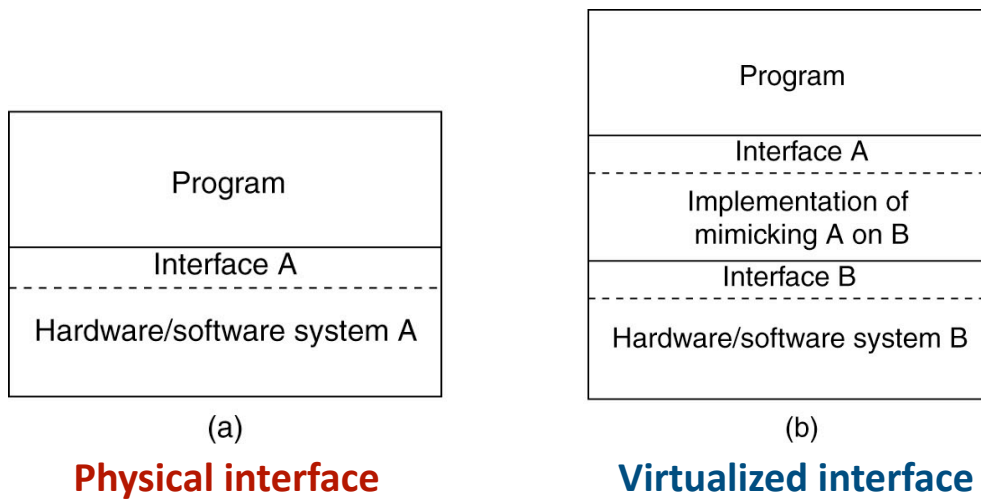 Program
Interface A
Hardware/software system A
(a)
Physical interface
Program
Interface A
Implementation of
mimicking A on B
Interface B
Hardware/software system B
(b)
Virtualized interface